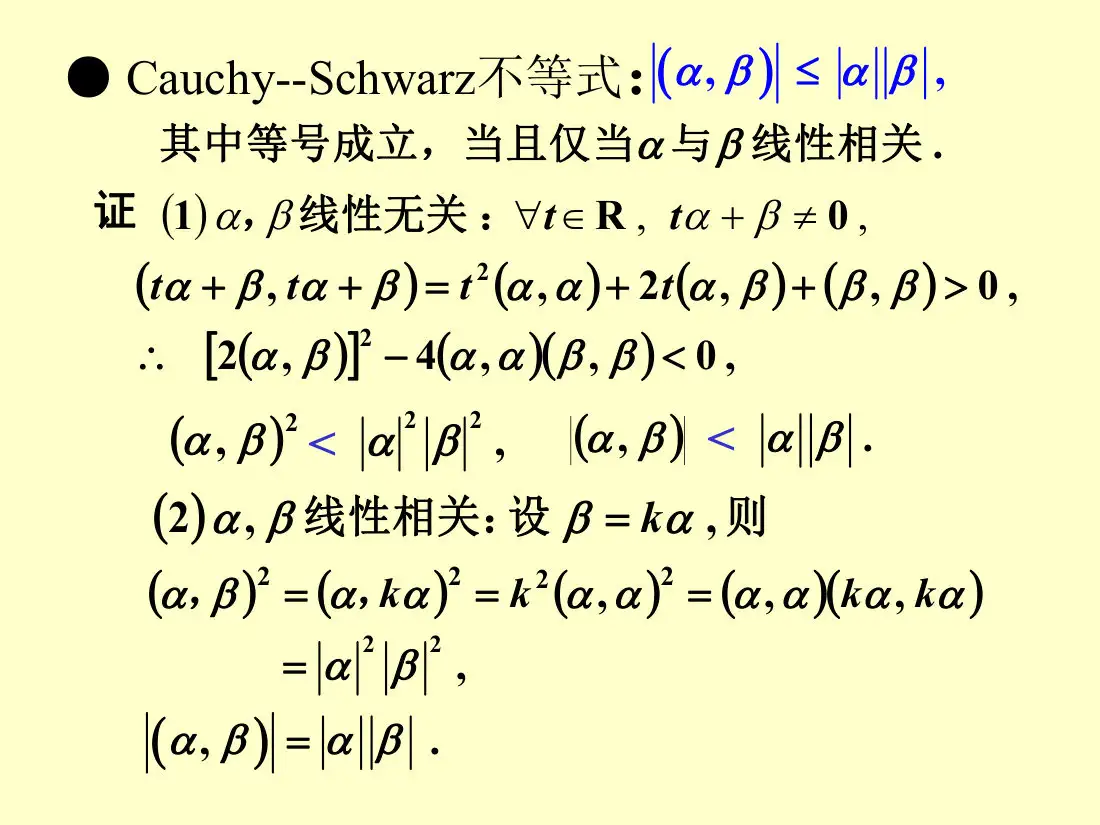 ● Cauchy--Schwarz不等式：|(α, β)| ≤ |α||β|,
其中等号成立，当且仅当α与β线性相关.
证 (1) α，β线性无关：∀t∈R, tα + β ≠ 0,
(tα + β, tα + β) = t²(α, α) + 2t(α, β) + (β, β) > 0,
∴ [2(α, β)]² − 4(α, α)(β, β) < 0,
(α, β)² < |α|²|β|², |(α, β)| < |α||β|.
(2) α, β线性相关：设 β = kα, 则
(α，β)² = (α，kα)² = k²(α, α)² = (α, α)(kα, kα)
= |α|²|β|²,
|(α, β)| = |α||β|.